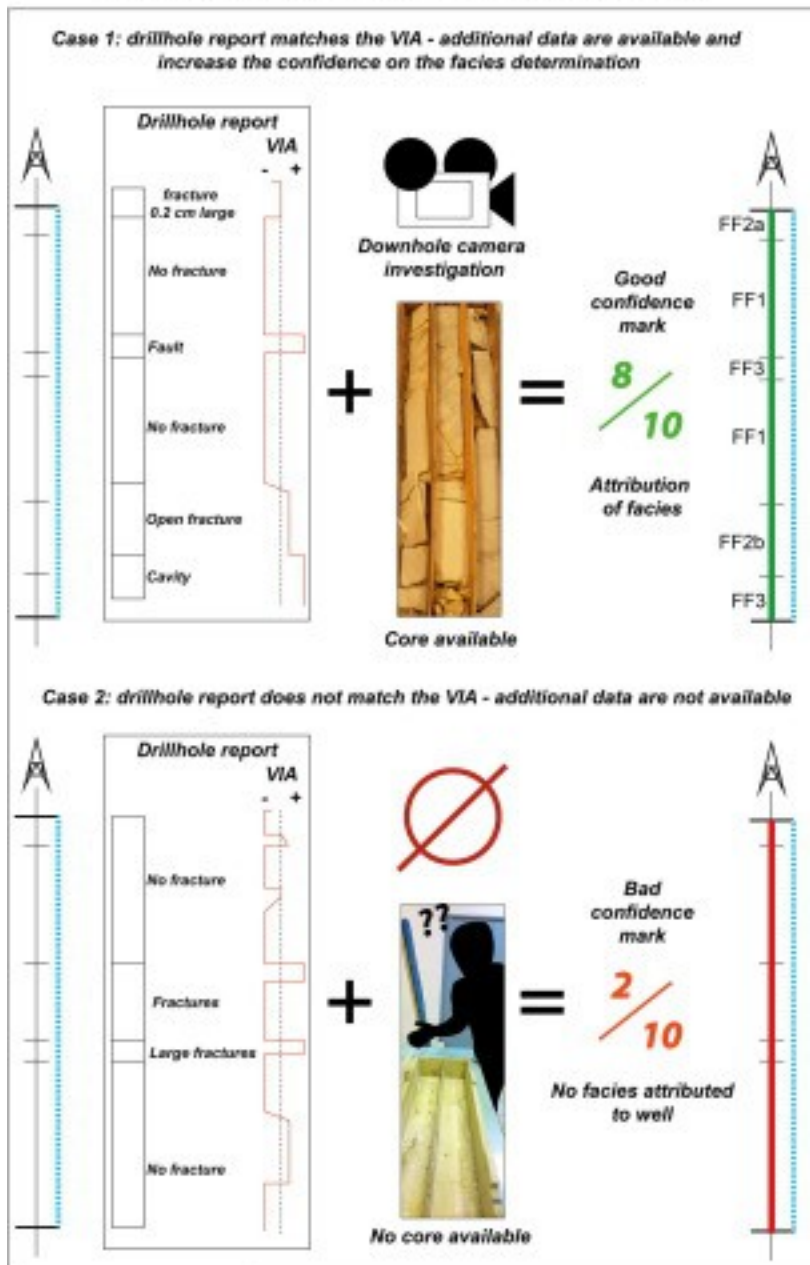 Case 1: drillhole report matches the VIA - additional data are available and
increase the confidence on the facies determination
Drillhole report
VIA
- +
fracture
0.2 cm large
No fracture
Fault
No fracture
Open fracture
Cavity
+
Downhole camera
investigation
Core available
=
Good
confidence
mark
8/10
Attribution
of facies
FF2a
FF1
FF3
FF1
FF2b
FF3
Case 2: drillhole report does not match the VIA - additional data are not available
Drillhole report
VIA
- +
No fracture
Fractures
Large fractures
No fracture
+
??
No core available
=
Bad
confidence
mark
2/10
No facies attributed
to well